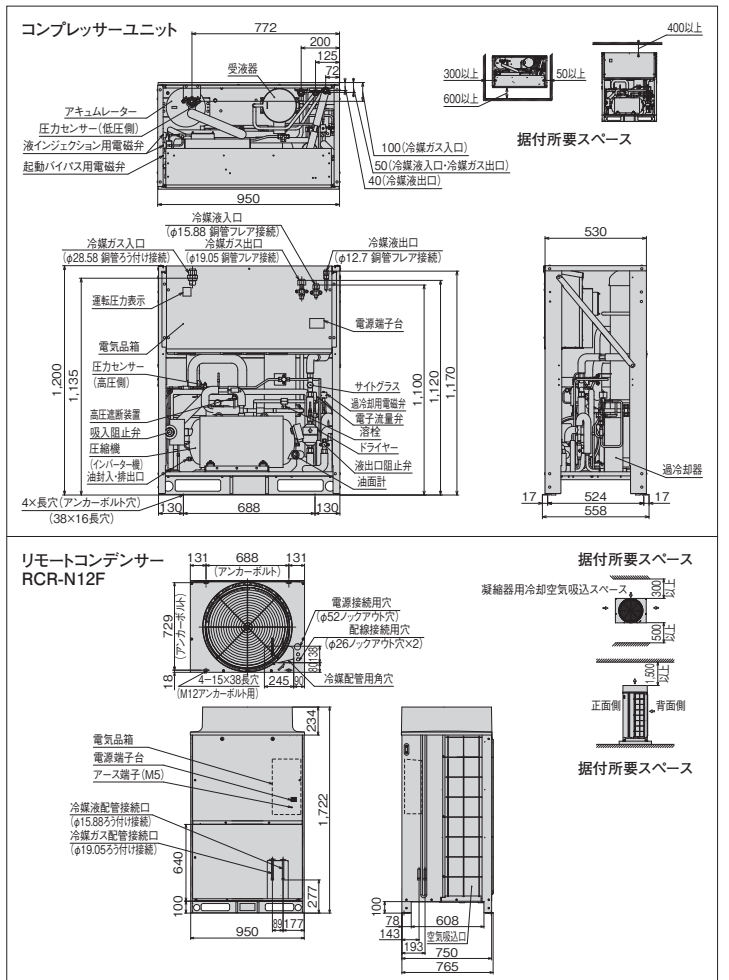 コンプレッサーユニット
772
200
125
72
受液器
アキュムレーター
圧力センサー(低圧側)
液インジェクション用電磁弁
起動バイパス用電磁弁
100(冷媒ガス入口)
50(冷媒液入口・冷媒ガス出口)
40(冷媒液出口)
950
300以上
50以上
600以上
400以上
据付所要スペース
冷媒液入口
(φ15.88 銅管フレア接続)
冷媒ガス入口
(φ28.58 銅管ろう付け接続)
冷媒ガス出口
(φ19.05 銅管フレア接続)
冷媒液出口
(φ12.7 銅管フレア接続)
運転圧力表示
電源端子台
電気品箱
圧力センサー
(高圧側)
高圧遮断装置
吸入阻止弁
圧縮機
(インバーター機)
油封入・排出口
4×長穴(アンカーボルト穴)
(38×16長穴)
サイトグラス
過冷却用電磁弁
電子流量弁
溶栓
ドライヤー
液出口阻止弁
油面計
1,200
1,135
1,100
1,120
1,170
130
688
130
530
過冷却器
17
524
17
558
リモートコンデンサー
RCR-N12F
131
688
131
(アンカーボルト)
729
(アンカーボルト)
18
4−15×38長穴
(M12アンカーボルト用)
245
90
80
138
電源接続用穴
(φ52ノックアウト穴)
配線接続用穴
(φ26ノックアウト穴×2)
冷媒配管用角穴
電気品箱
電源端子台
アース端子(M5)
冷媒液配管接続口
(φ15.88ろう付け接続)
冷媒ガス配管接続口
(φ19.05ろう付け接続)
234
1,722
640
100
277
89
177
950
100
78
608
143
空気吸込口
193
750
765
据付所要スペース
凝縮器用冷却空気吸込スペース
300
以上
500
以上
1,500
以上
正面側
背面側
据付所要スペース